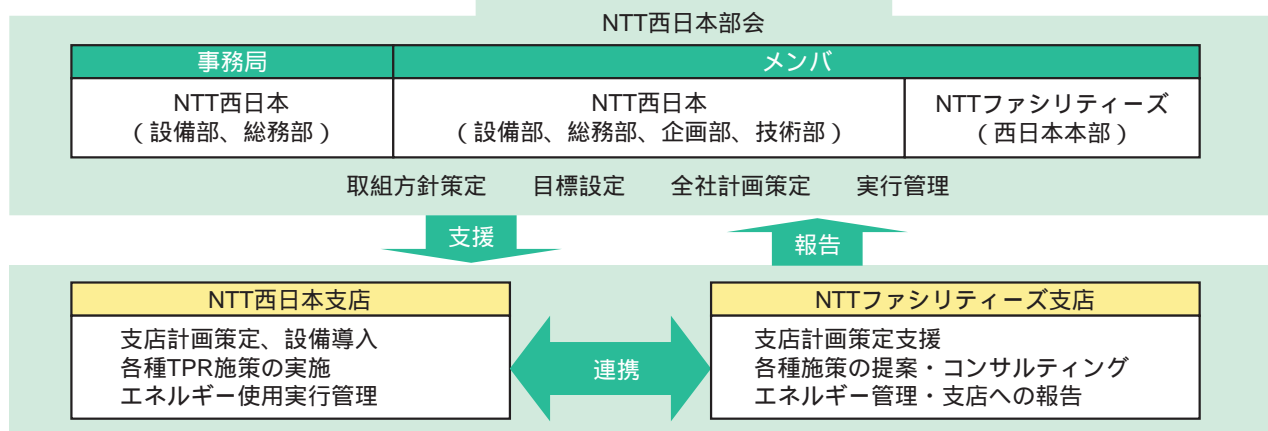 NTT西日本部会
事務局
メンバ
NTT西日本
（設備部、総務部）
NTT西日本
（設備部、総務部、企画部、技術部）
NTTファシリティーズ
（西日本本部）
取組方針策定 目標設定 全社計画策定 実行管理
支援
報告
NTT西日本支店
支店計画策定、設備導入
各種TPR施策の実施
エネルギー使用実行管理
連携
NTTファシリティーズ支店
支店計画策定支援
各種施策の提案・コンサルティング
エネルギー管理・支店への報告